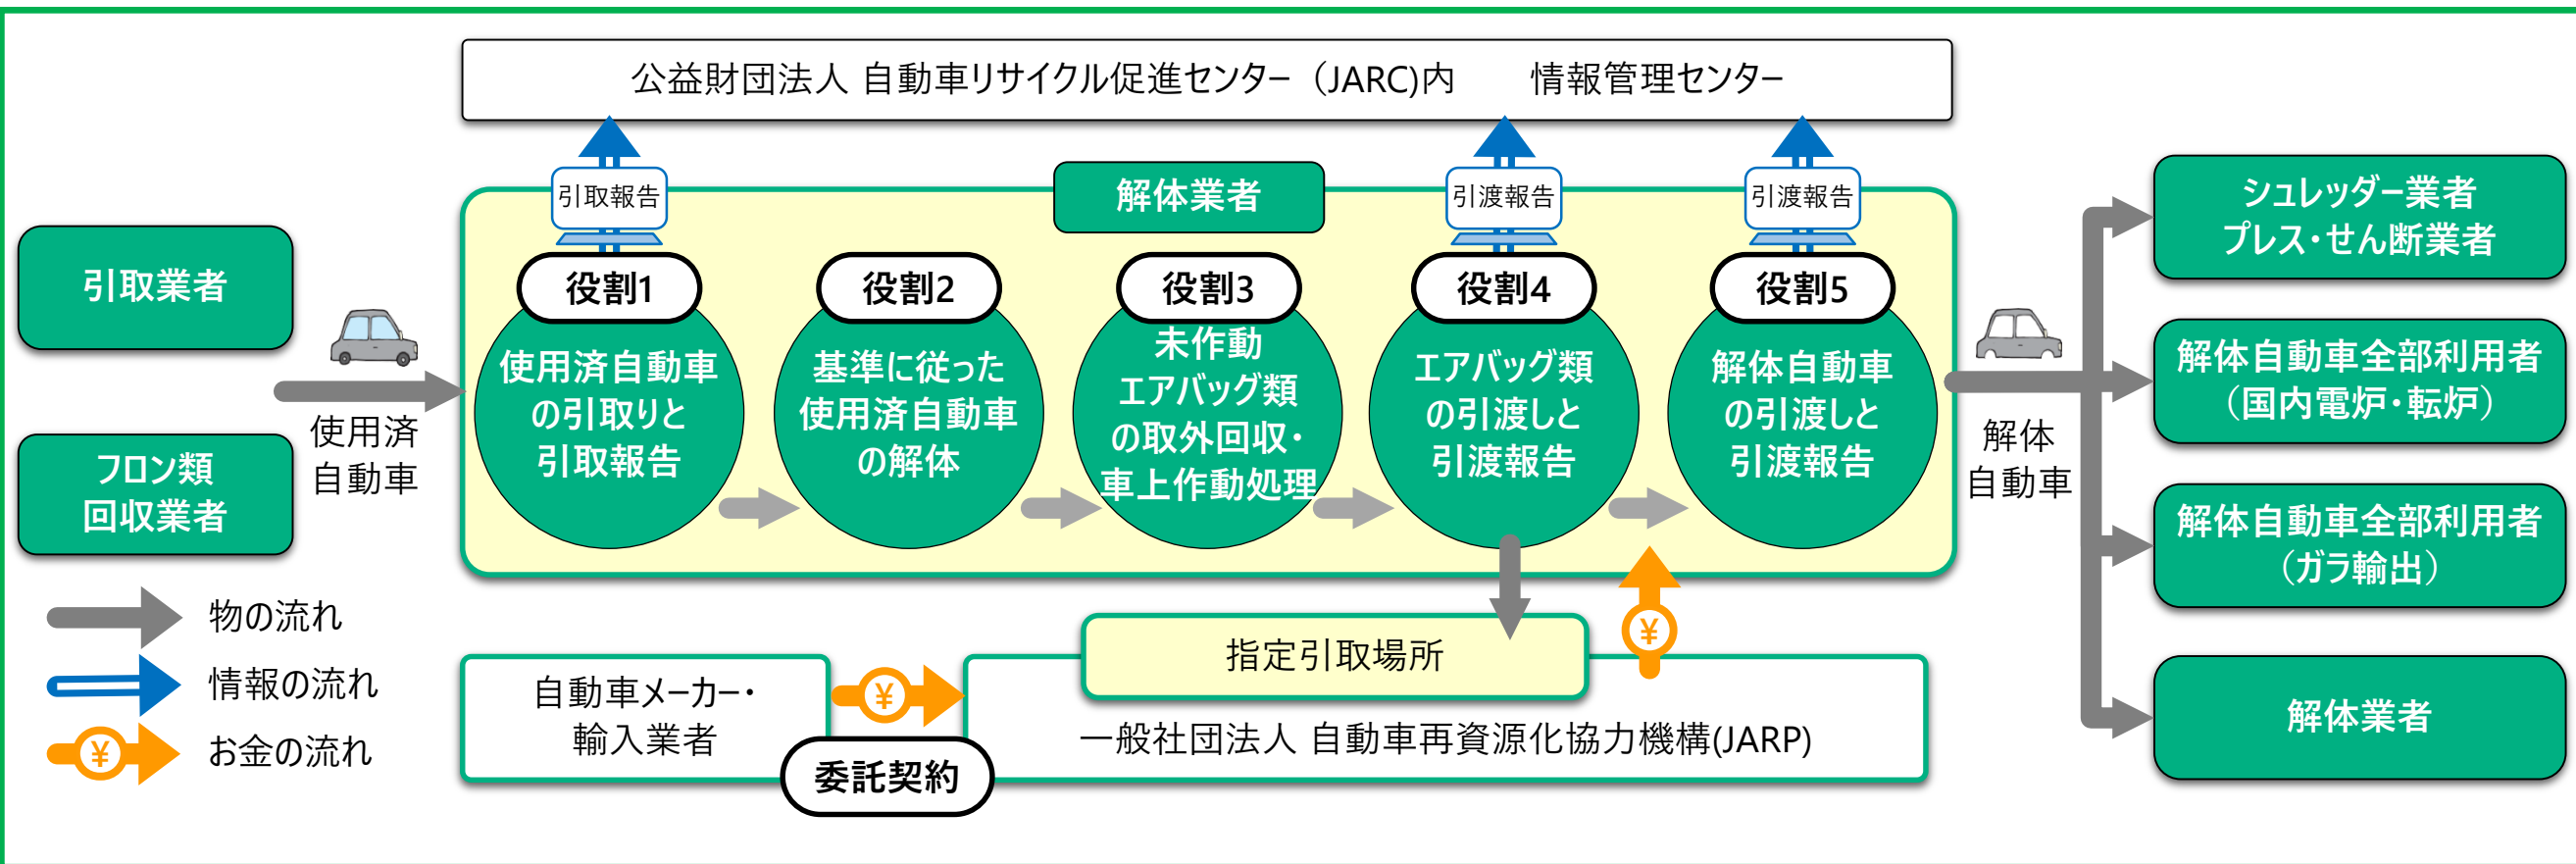 公益財団法人 自動車リサイクル促進センター（JARC)内　　情報管理センター
引取報告
引渡報告
引渡報告
解体業者
引取業者
フロン類
回収業者
使用済
自動車
役割1
使用済自動車
の引取りと
引取報告
役割2
基準に従った
使用済自動車
の解体
役割3
未作動
エアバッグ類
の取外回収・
車上作動処理
役割4
エアバッグ類
の引渡しと
引渡報告
役割5
解体自動車
の引渡しと
引渡報告
解体
自動車
シュレッダー業者
プレス・せん断業者
解体自動車全部利用者
（国内電炉・転炉）
解体自動車全部利用者
（ガラ輸出）
解体業者
物の流れ
情報の流れ
¥
お金の流れ
自動車メーカー・
輸入業者
¥
委託契約
指定引取場所
¥
一般社団法人 自動車再資源化協力機構(JARP)